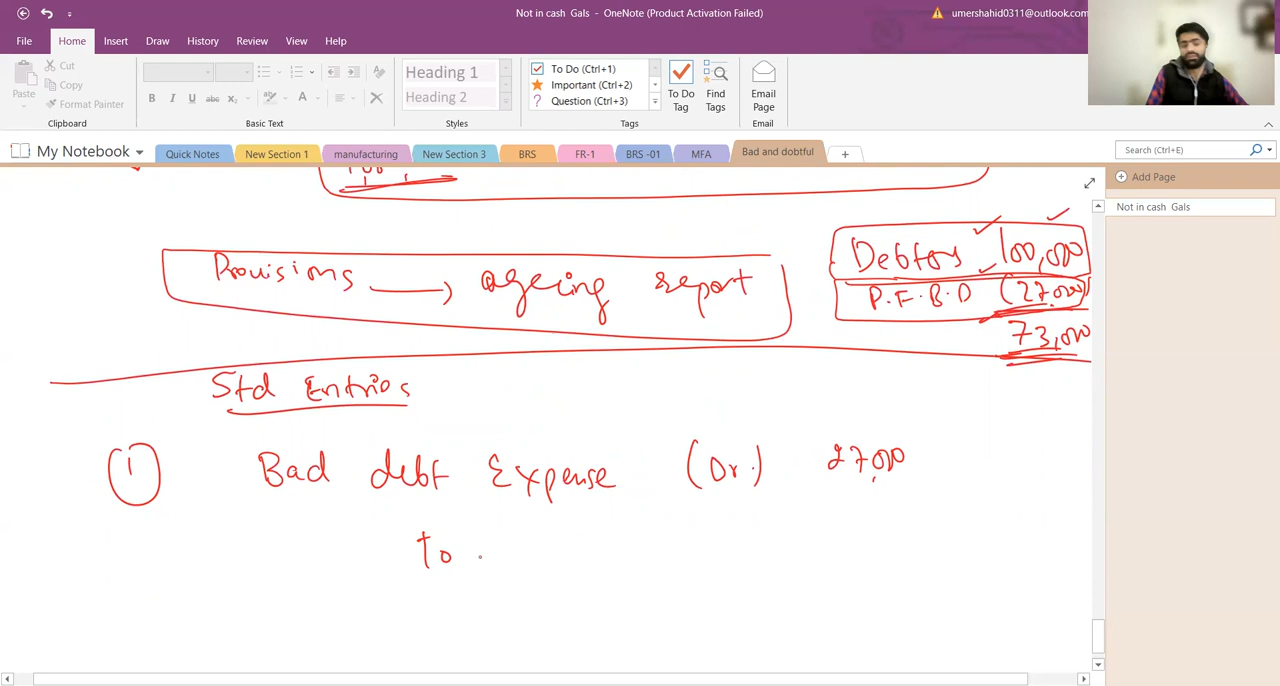 Not in cash Gals - OneNote (Product Activation Failed)
umershahid0311@outlook.com
File Home Insert Draw History Review View Help
Paste
Cut
Copy
Format Painter
Clipboard
B I U abc X₂ A
Basic Text
Heading 1
Heading 2
Styles
To Do (Ctrl+1)
Important (Ctrl+2)
? Question (Ctrl+3)
To Do Tag
Find Tags
Tags
Email Page
Email
My Notebook
Quick Notes New Section 1 manufacturing New Section 3 BRS FR-1 BRS -01 MFA Bad and doubtful
Search (Ctrl+E)
Add Page
Not in cash Gals
Provisions → ageing report
Debtors 100,000
P.F.B.D (27,000)
73,000
Std Entries
1 Bad debt Expense (Dr.) 27,000
to